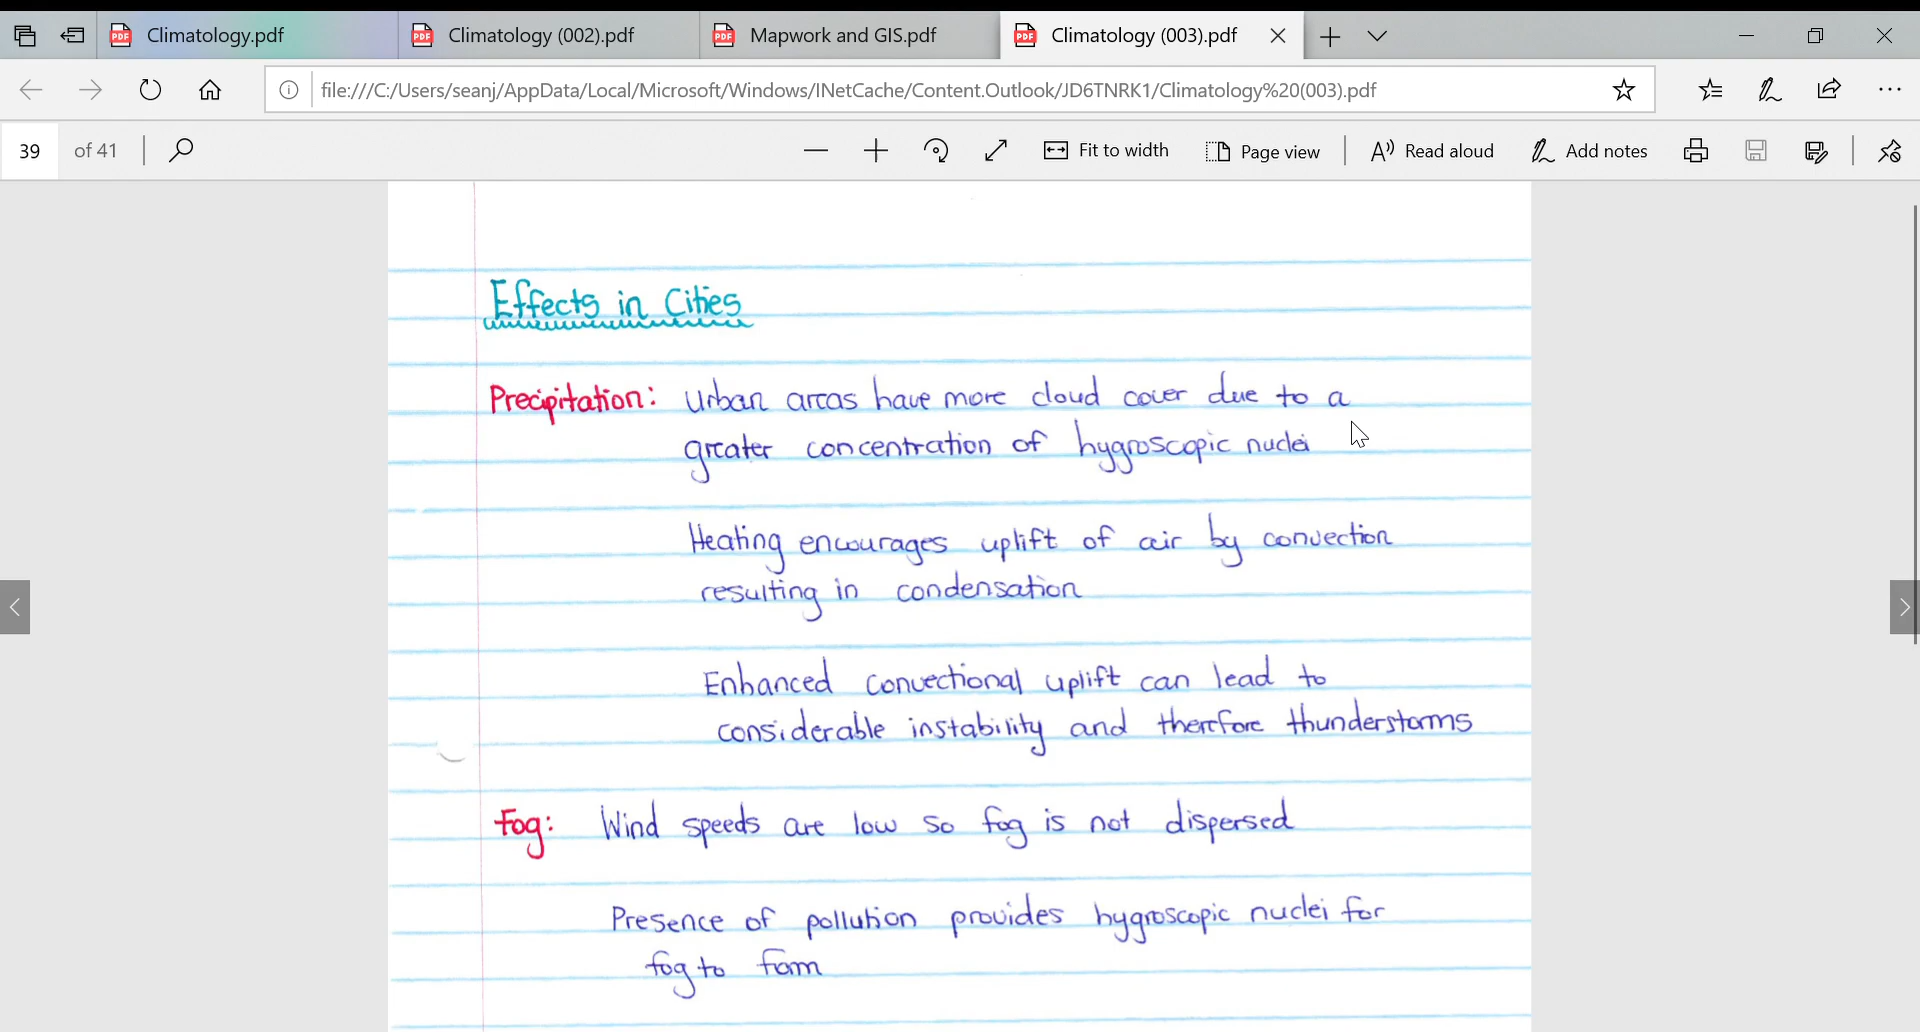 Climatology.pdf
Climatology (002).pdf
Mapwork and GIS.pdf
Climatology (003).pdf
file:///C:/Users/seanj/AppData/Local/Microsoft/Windows/INetCache/Content.Outlook/JD6TNRK1/Climatology%20(003).pdf
39 of 41
Fit to width
Page view
Read aloud
Add notes
Effects in Cities
Precipitation: Urban areas have more cloud cover due to a
greater concentration of hygroscopic nuclei
Heating encourages uplift of air by convection
resulting in condensation
Enhanced convectional uplift can lead to
considerable instability and therefore thunderstorms
Fog: Wind speeds are low so fog is not dispersed
Presence of pollution provides hygroscopic nuclei for
fog to form